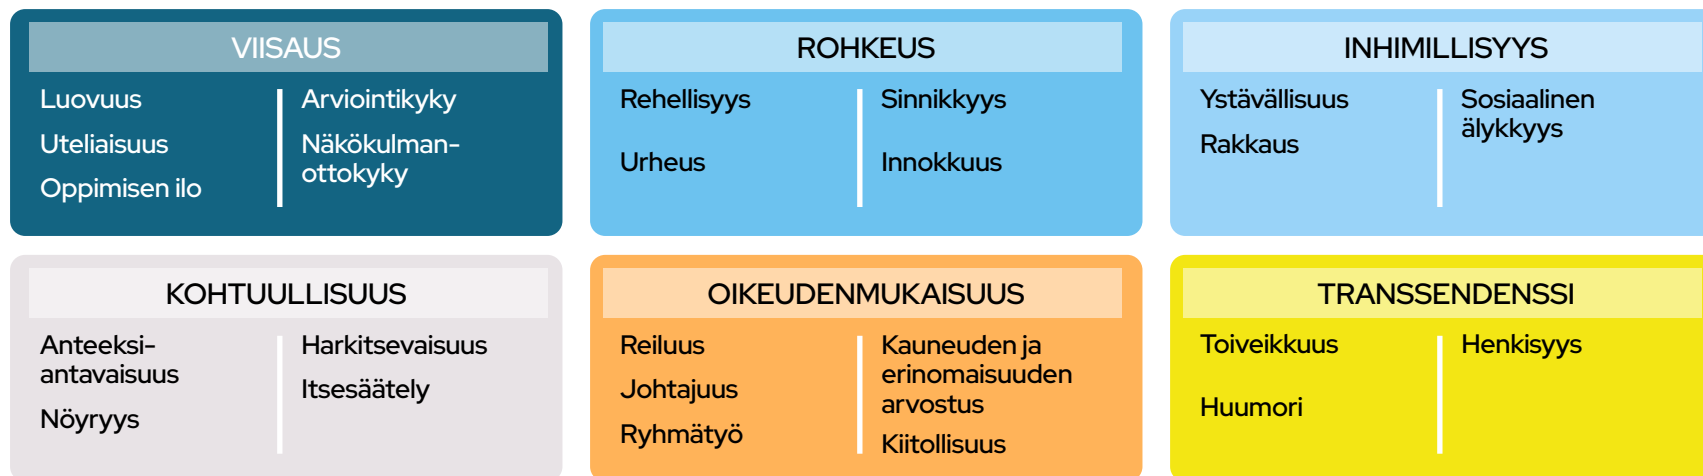 VIISAUS
Luovuus
Uteliaisuus
Oppimisen ilo
Arviointikyky
Näkökulman-
ottokyky
ROHKEUS
Rehellisyys
Urheus
Sinnikkyys
Innokkuus
INHIMILLISYYS
Ystävällisuus
Rakkaus
Sosiaalinen
älykkyys
KOHTUULLISUUS
Anteeksi-
antavaisuus
Nöyryys
Harkitsevaisuus
Itsesäätely
OIKEUDENMUKAISUUS
Reiluus
Johtajuus
Ryhmätyö
Kauneuden ja
erinomaisuuden
arvostus
Kiitollisuus
TRANSSENDENSSI
Toiveikkuus
Huumori
Henkisyys